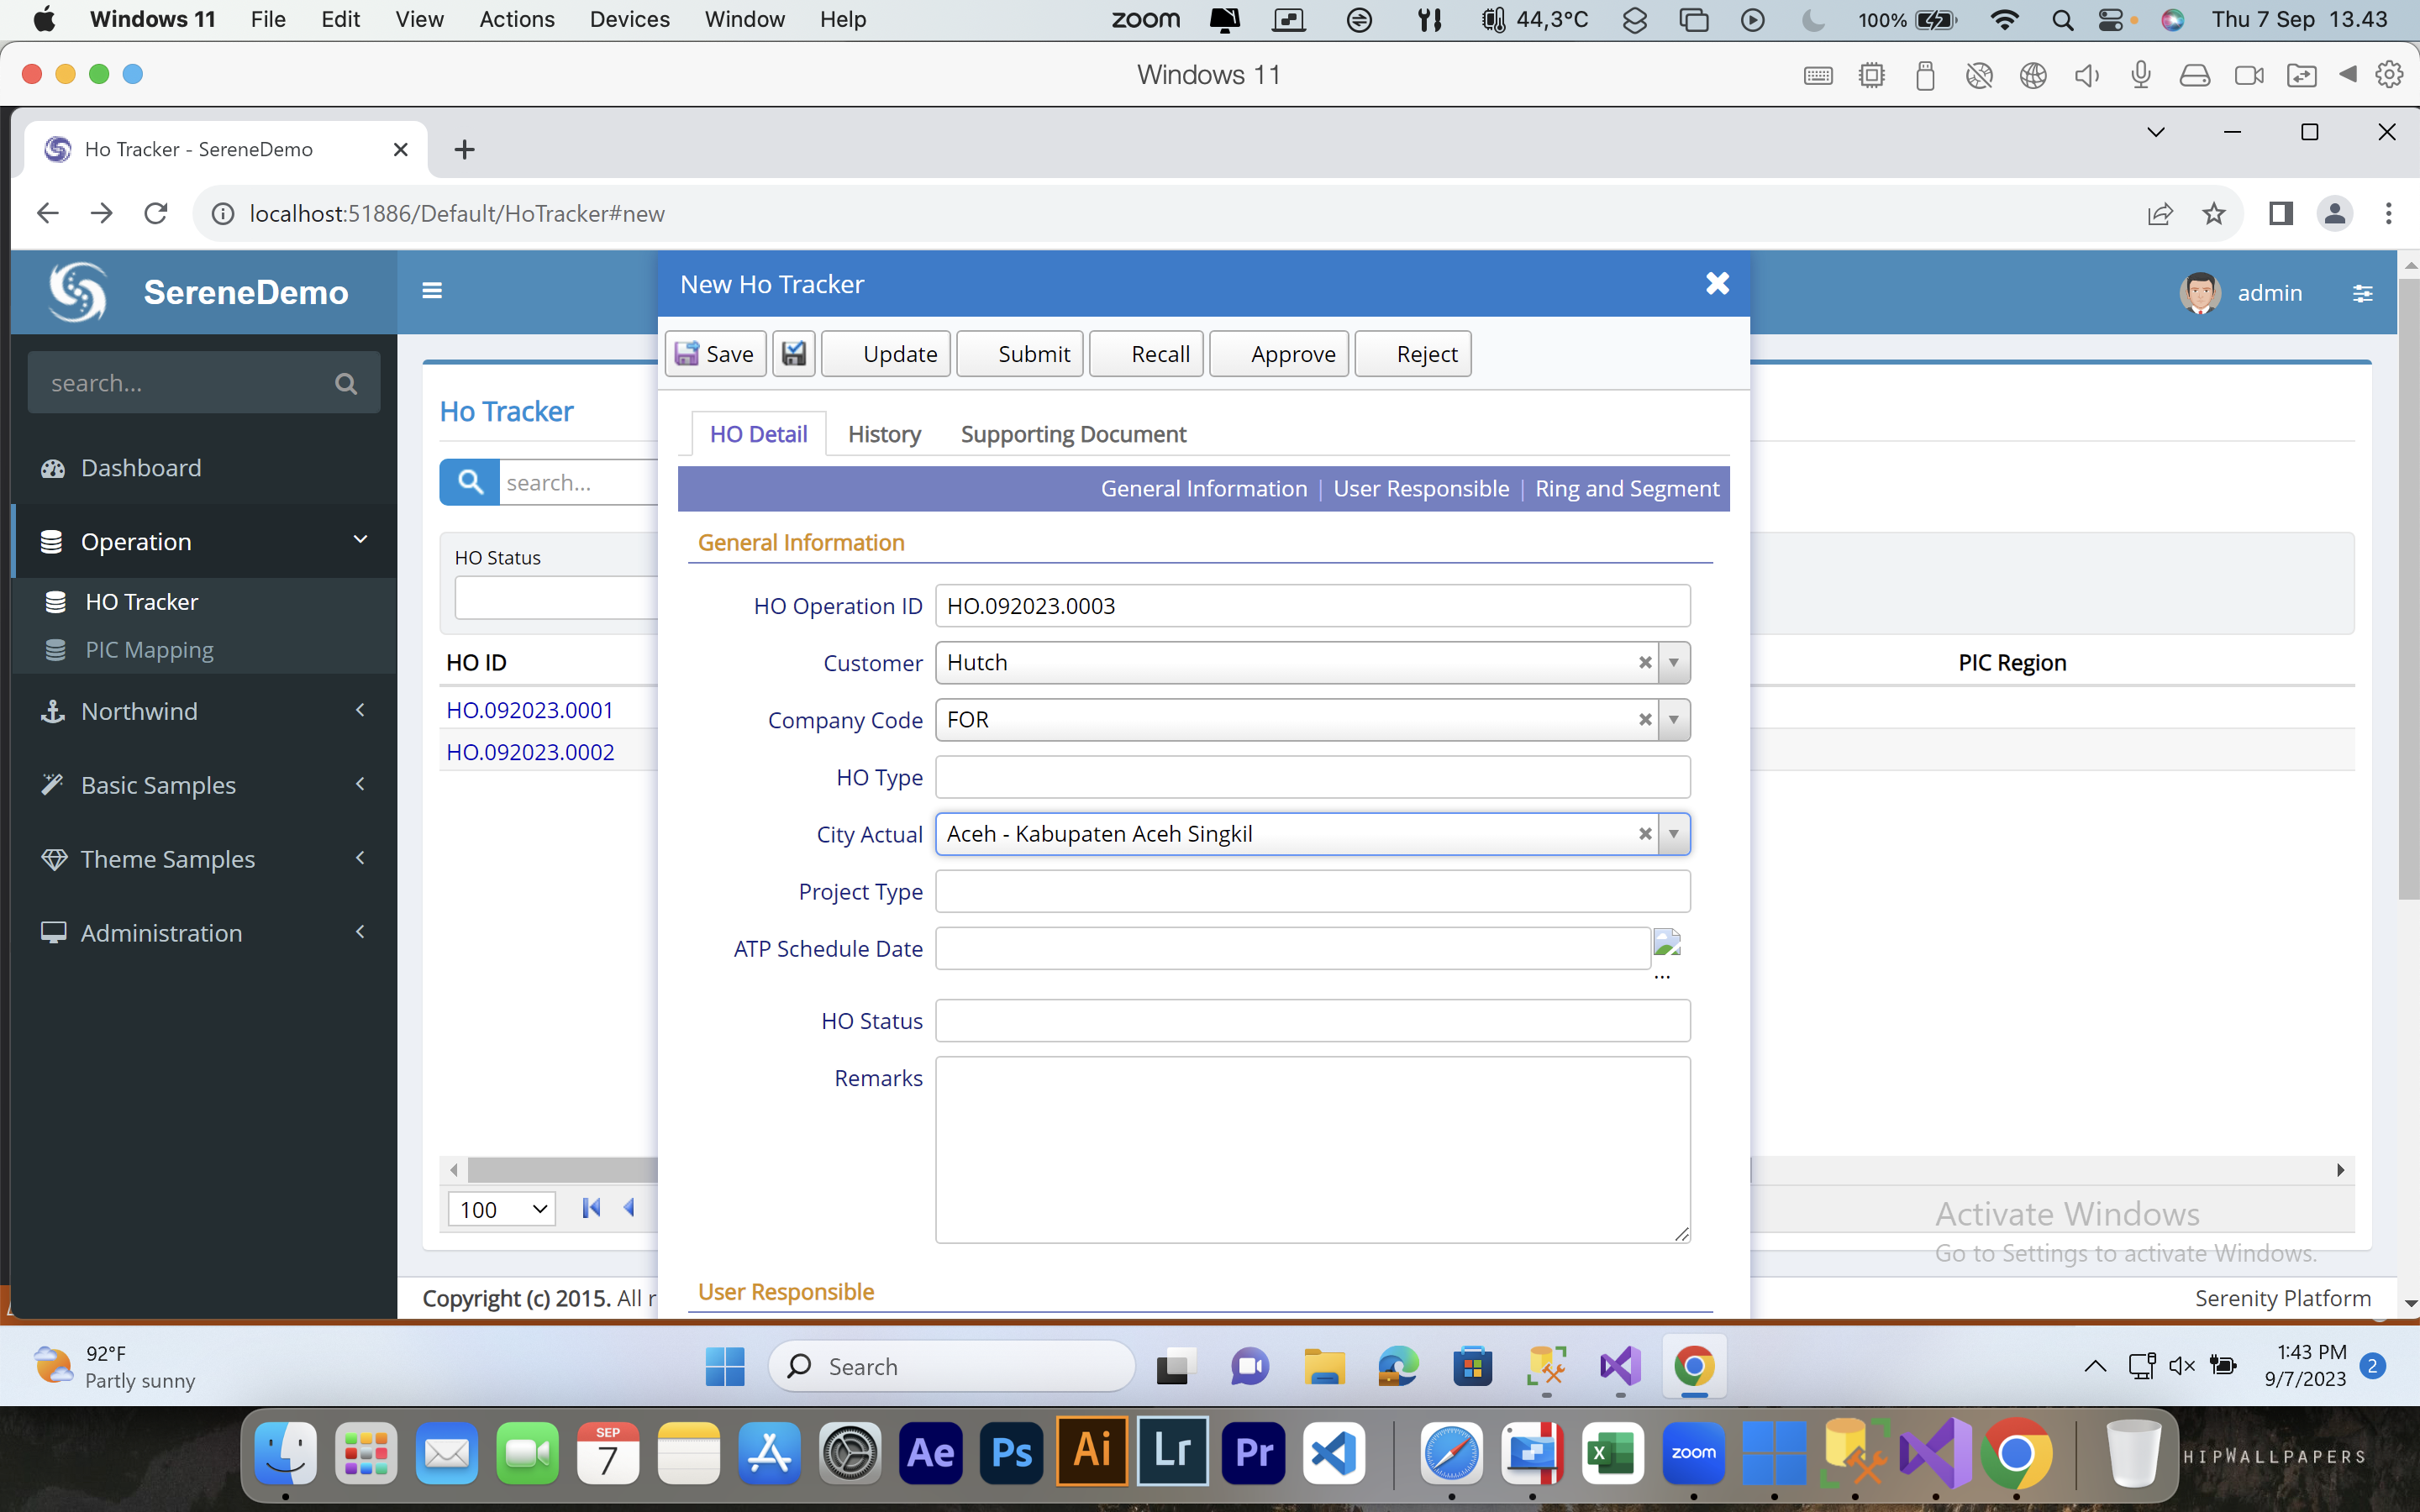 Windows 11 File Edit View Actions Devices Window Help zoom 44,3°C 100% Thu 7 Sep 13.43
Windows 11
Ho Tracker - SereneDemo
localhost:51886/Default/HoTracker#new
SereneDemo
New Ho Tracker
admin
search...
Save Update Submit Recall Approve Reject
Ho Tracker
HO Detail History Supporting Document
Dashboard
search...
General Information | User Responsible | Ring and Segment
Operation
General Information
HO Status
HO Tracker
HO Operation ID HO.092023.0003
PIC Mapping
HO ID
Customer Hutch
PIC Region
Northwind
HO.092023.0001
Company Code FOR
HO.092023.0002
Basic Samples
HO Type
Theme Samples
City Actual Aceh - Kabupaten Aceh Singkil
Project Type
Administration
ATP Schedule Date
...
HO Status
Remarks
100
Activate Windows
Go to Settings to activate Windows.
User Responsible
Copyright (c) 2015. All r
Serenity Platform
92°F
Partly sunny
Search
1:43 PM
9/7/2023
2
SEP
7
Ae Ps Ai Lr Pr zoom
HIPWALLPAPERS